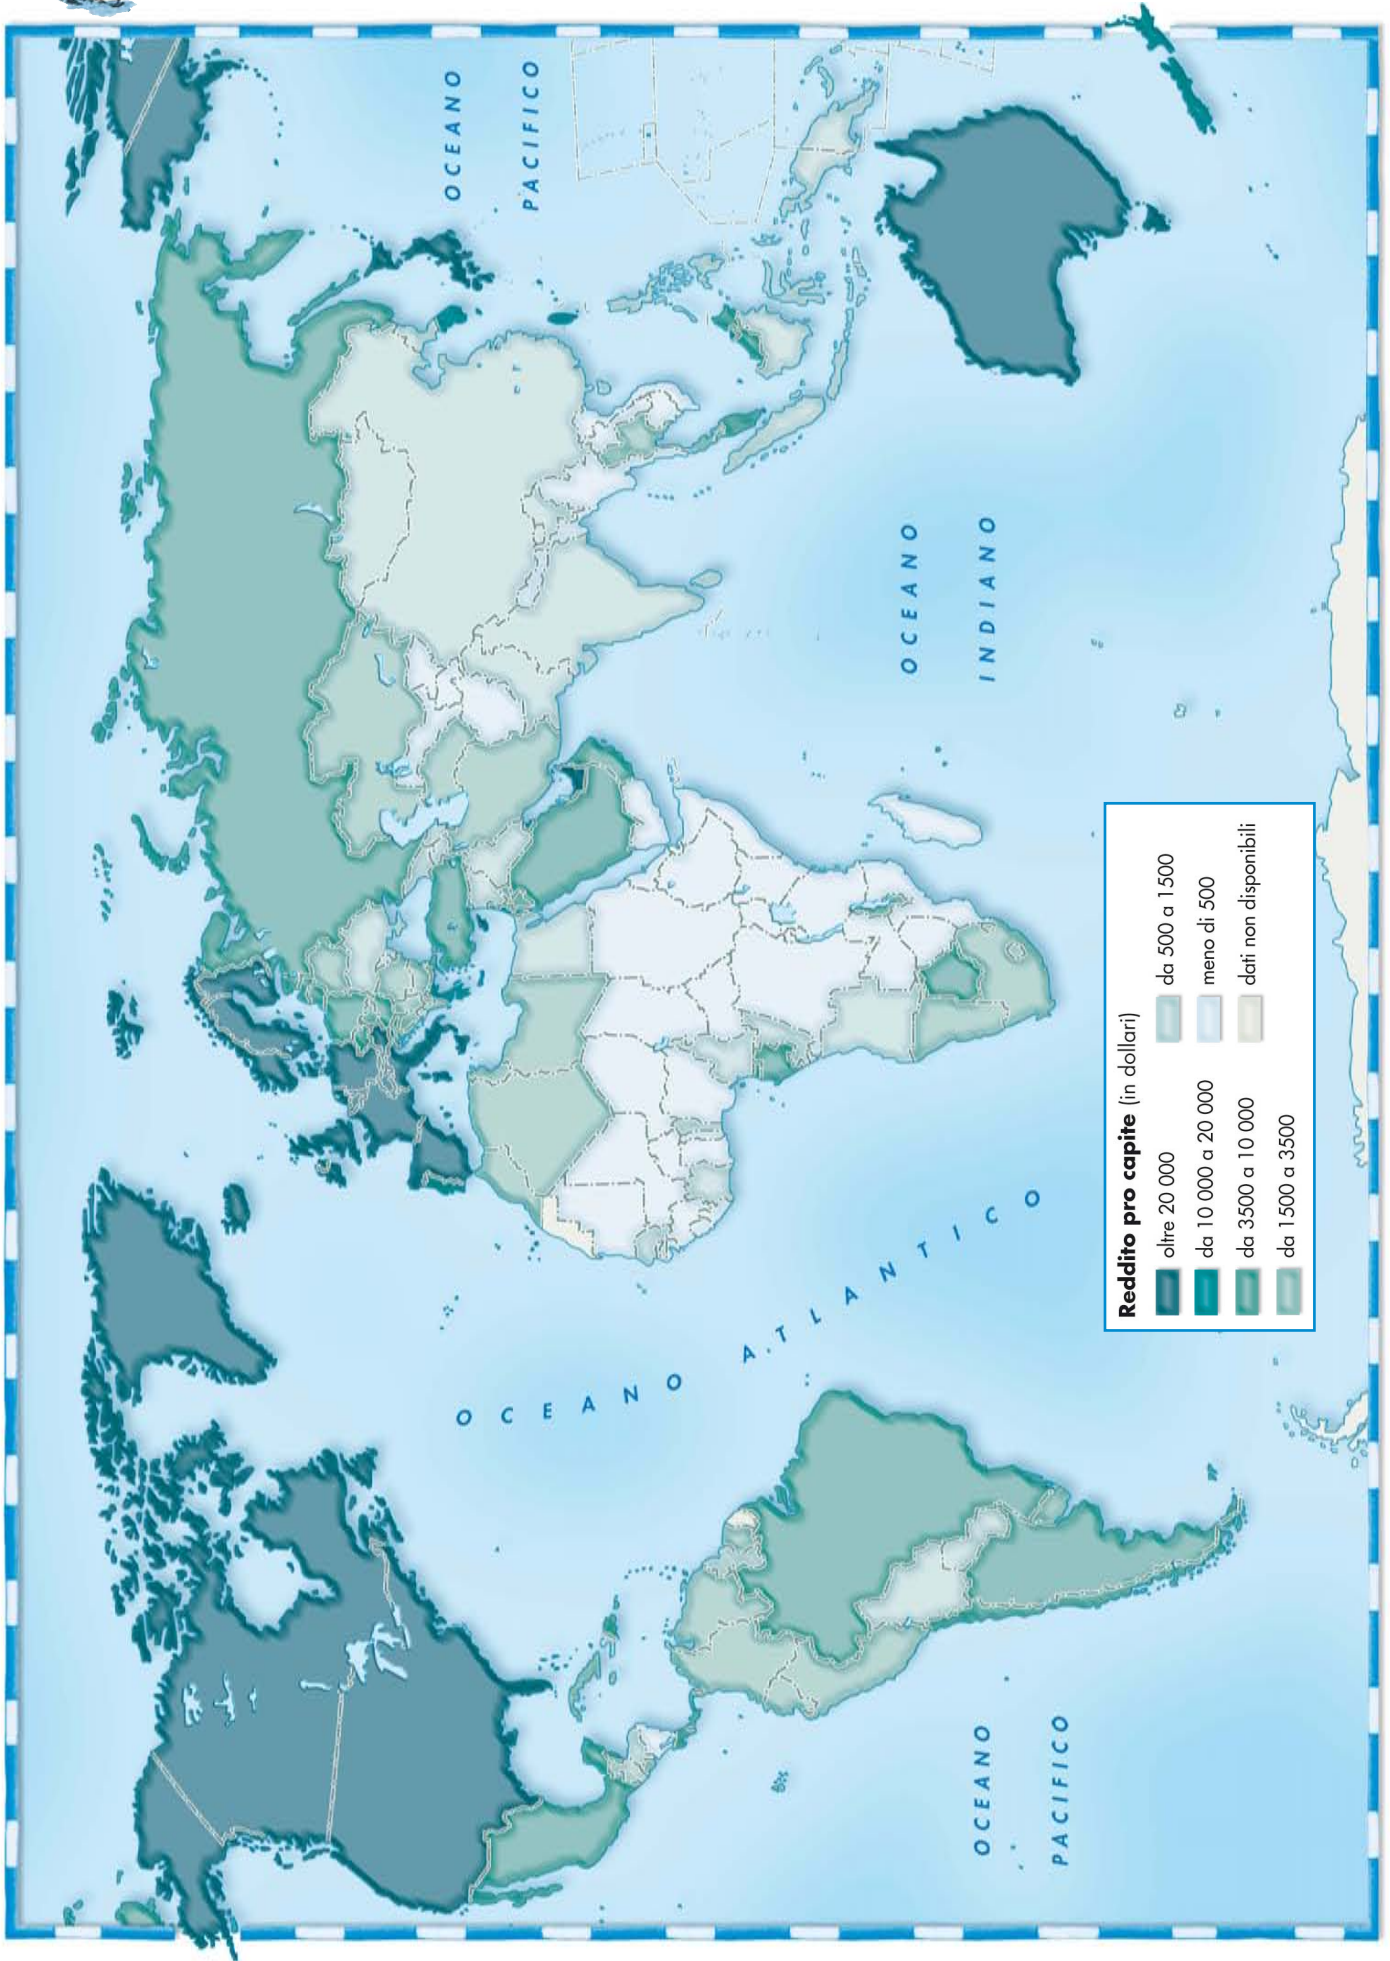 OCEANO
PACIFICO
OCEANO ATLANTICO
OCEANO
INDIANO
OCEANO
PACIFICO
Reddito pro capite (in dollari)
oltre 20 000
da 10 000 a 20 000
da 3500 a 10 000
da 1500 a 3500
da 500 a 1500
meno di 500
dati non disponibili